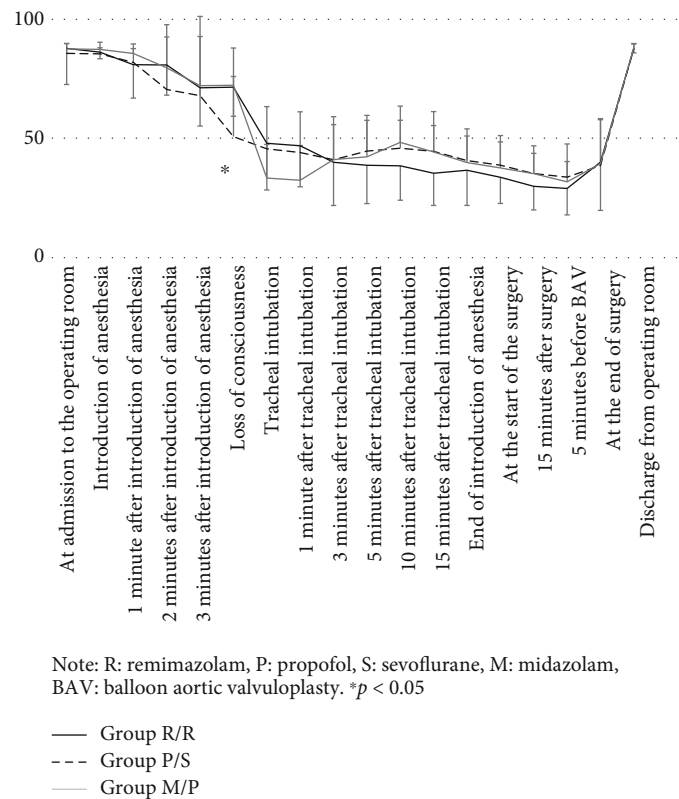 100
50
*
0
At admission to the operating room
Introduction of anesthesia
1 minute after introduction of anesthesia
2 minutes after introduction of anesthesia
3 minutes after introduction of anesthesia
Loss of consciousness
Tracheal intubation
1 minute after tracheal intubation
3 minutes after tracheal intubation
5 minutes after tracheal intubation
10 minutes after tracheal intubation
15 minutes after tracheal intubation
End of introduction of anesthesia
At the start of the surgery
15 minutes after surgery
5 minutes before BAV
At the end of surgery
Discharge from operating room
Note: R: remimazolam, P: propofol, S: sevoflurane, M: midazolam,
BAV: balloon aortic valvuloplasty. *p < 0.05
Group R/R
Group P/S
Group M/P